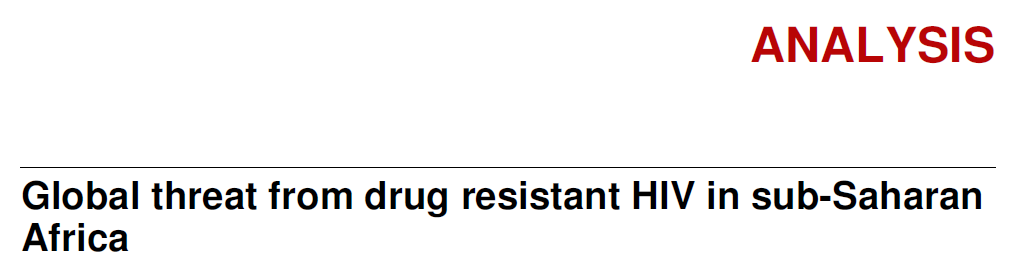 ANALYSIS
Global threat from drug resistant HIV in sub-Saharan
Africa